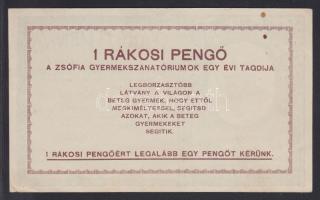 1 RÁKOSI PENGŐ
A ZSÓFIA GYERMEKSZANATÓRIUMOK EGY ÉVI TAGDIJA
LEGBORZASZTÓBB
LÁTVÁNY A VILÁGON A
BETEG GYERMEK, HOGY ETTŐL
MEGKIMÉLTESSÉL, SEGITSD
AZOKAT, AKIK A BETEG
GYERMEKEKET
SEGITIK.
1 RÁKOSI PENGŐÉRT LEGALÁBB EGY PENGŐT KÉRÜNK.